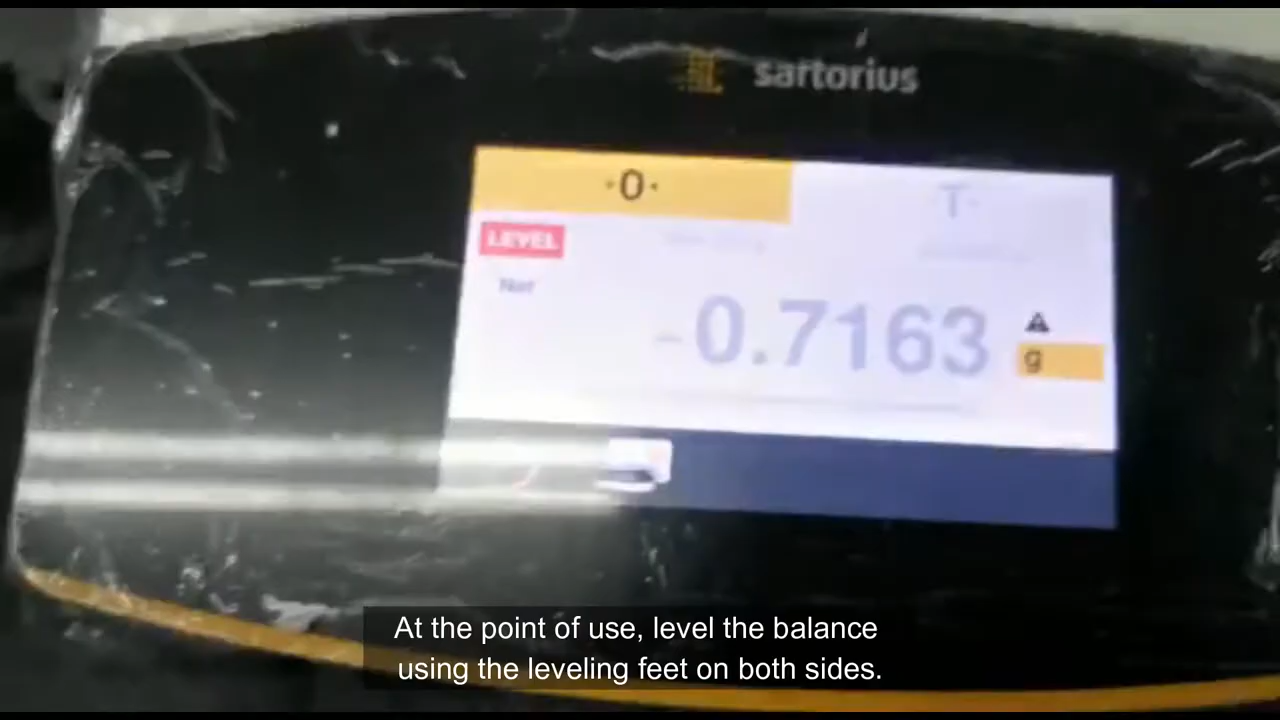 sartorius
·0·
T·
LEVEL
Net
-0.7163
g
At the point of use, level the balance
using the leveling feet on both sides.